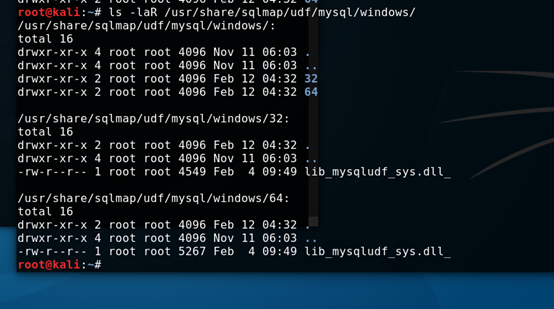 drwxr-xr-x 2 root root 4096 Feb 12 04:32 64
root@kali:~# ls -laR /usr/share/sqlmap/udf/mysql/windows/
/usr/share/sqlmap/udf/mysql/windows/:
total 16
drwxr-xr-x 4 root root 4096 Nov 11 06:03 .
drwxr-xr-x 4 root root 4096 Nov 11 06:03 ..
drwxr-xr-x 2 root root 4096 Feb 12 04:32 32
drwxr-xr-x 2 root root 4096 Feb 12 04:32 64
/usr/share/sqlmap/udf/mysql/windows/32:
total 16
drwxr-xr-x 2 root root 4096 Feb 12 04:32 .
drwxr-xr-x 4 root root 4096 Nov 11 06:03 ..
-rw-r--r-- 1 root root 4549 Feb  4 09:49 lib_mysqludf_sys.dll_
/usr/share/sqlmap/udf/mysql/windows/64:
total 16
drwxr-xr-x 2 root root 4096 Feb 12 04:32 .
drwxr-xr-x 4 root root 4096 Nov 11 06:03 ..
-rw-r--r-- 1 root root 5267 Feb  4 09:49 lib_mysqludf_sys.dll_
root@kali:~#